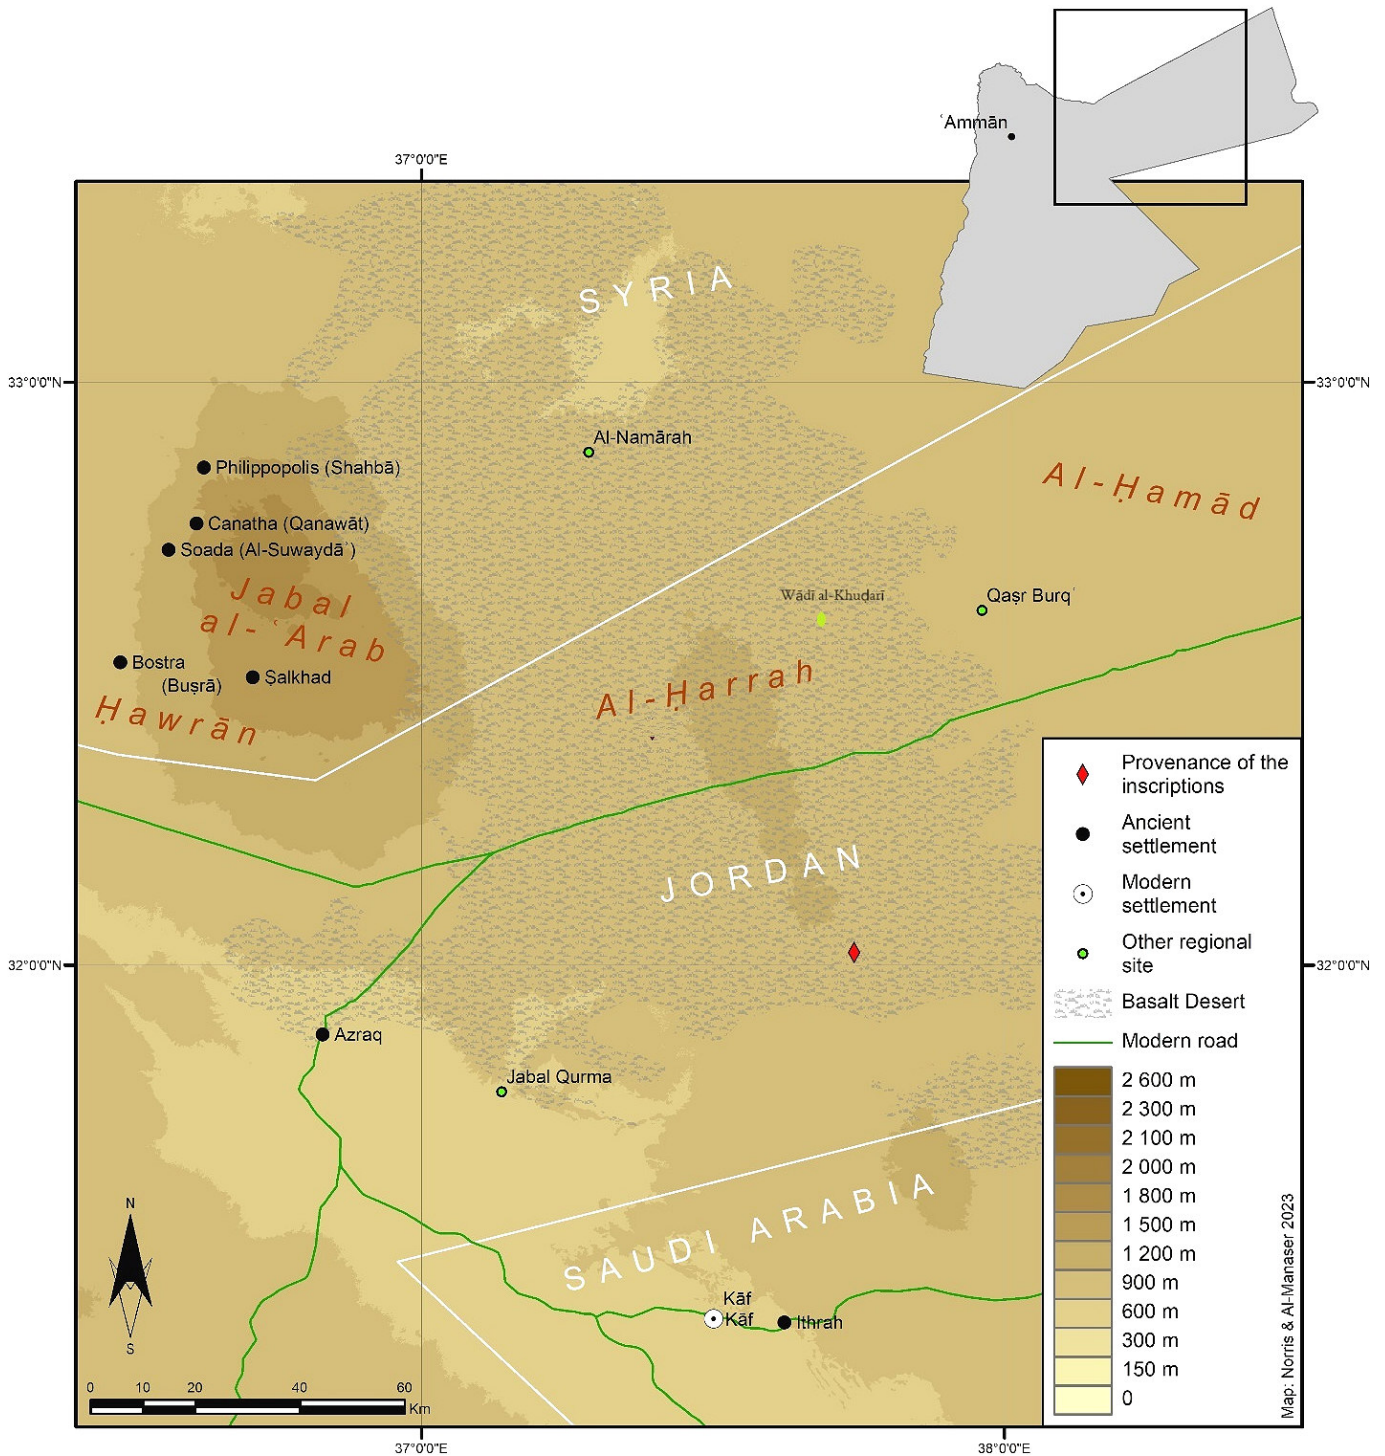 ʿAmmān
37°0'0"E
SYRIA
33°0'0"N
33°0'0"N
Al-Namārah
Philippopolis (Shahbā)
Al-Ḥamād
Canatha (Qanawāt)
Soada (Al-Suwaydāʾ)
Jabal
al-ʿArab
Wādī al-Khuḍarī
Qaṣr Burqʿ
Bostra
(Buṣrā)
Ṣalkhad
Al-Ḥarrah
Ḥawrān
JORDAN
32°0'0"N
32°0'0"N
Azraq
Jabal Qurma
SAUDI ARABIA
Kāf
Kāf
Ithrah
N
S
0
10
20
40
60
Km
Provenance of the
inscriptions
Ancient
settlement
Modern
settlement
Other regional
site
Basalt Desert
Modern road
2 600 m
2 300 m
2 100 m
2 000 m
1 800 m
1 500 m
1 200 m
900 m
600 m
300 m
150 m
0
Map: Norris & Al-Manaser 2023
37°0'0"E
38°0'0"E